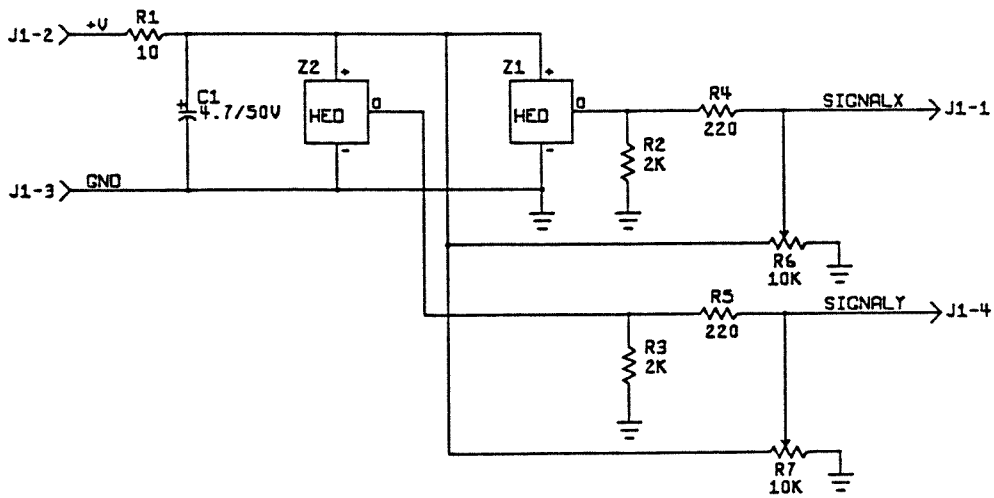 J1-2
+V
R1
10
C1
+
4.7/50V
Z2
+
HED
O
-
Z1
+
HED
O
-
R4
220
SIGNALX
J1-1
R2
2K
J1-3
GND
R6
10K
R5
220
SIGNALY
J1-4
R3
2K
R7
10K